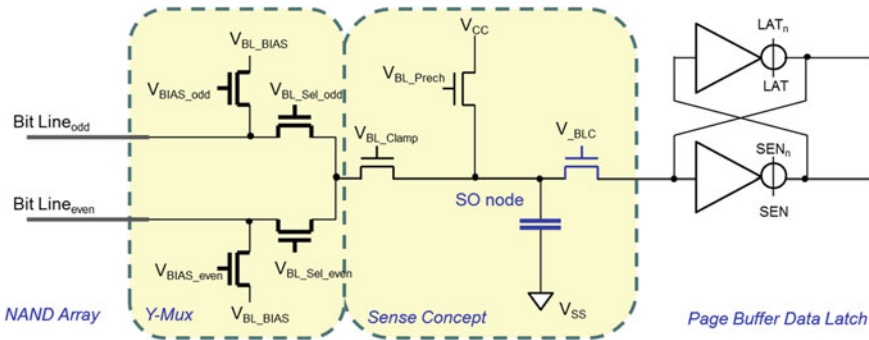 V_BL_BIAS
V_BIAS_odd
V_BL_Sel_odd
Bit Line_odd
Bit Line_even
V_BIAS_even
V_BL_Sel_even
V_BL_BIAS
NAND Array
Y-Mux
V_CC
V_BL_Prech
V_BL_Clamp
V_BLC
SO node
V_SS
Sense Concept
LAT_n
LAT
SEN_n
SEN
Page Buffer Data Latch